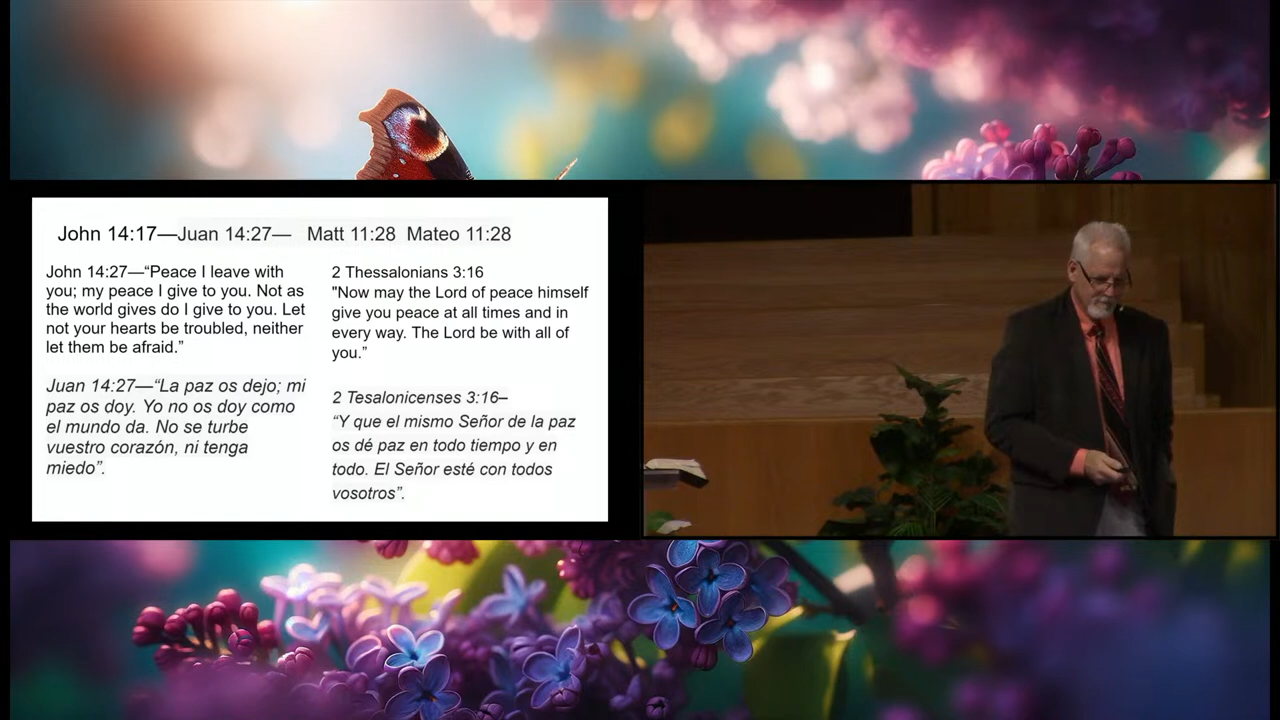 John 14:17—Juan 14:27— Matt 11:28 Mateo 11:28
John 14:27—“Peace I leave with
you; my peace I give to you. Not as
the world gives do I give to you. Let
not your hearts be troubled, neither
let them be afraid.”
Juan 14:27—“La paz os dejo; mi
paz os doy. Yo no os doy como
el mundo da. No se turbe
vuestro corazón, ni tenga
miedo”.
2 Thessalonians 3:16
"Now may the Lord of peace himself
give you peace at all times and in
every way. The Lord be with all of
you.”
2 Tesalonicenses 3:16–
“Y que el mismo Señor de la paz
os dé paz en todo tiempo y en
todo. El Señor esté con todos
vosotros”.